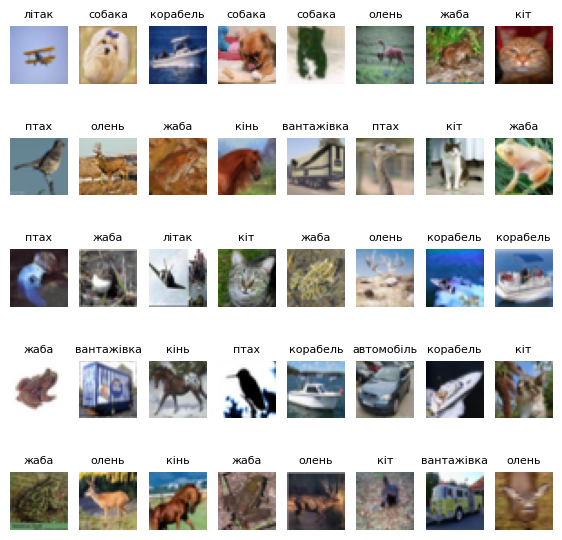 літак собака корабель собака собака олень жаба кіт
птах олень жаба кінь вантажівка птах кіт жаба
птах жаба літак кіт жаба олень корабель корабель
жаба вантажівка кінь птах корабель автомобіль корабель кіт
жаба олень кінь жаба олень кіт вантажівка олень